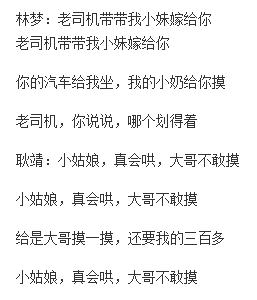 林梦：老司机带带我小妹嫁给你
老司机带带我小妹嫁给你
你的汽车给我坐，我的小奶给你摸
老司机，你说说，哪个划得着
耿靖：小姑娘，真会哄，大哥不敢摸
小姑娘，真会哄，大哥不敢摸
给是大哥摸一摸，还要我的三百多
小姑娘，真会哄，大哥不敢摸